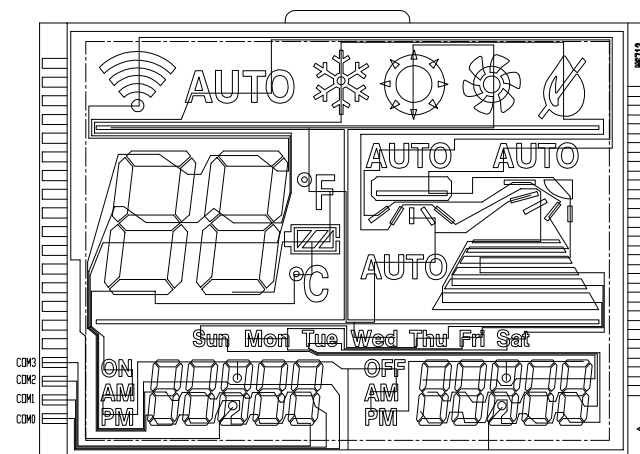 AUTO
AUTO AUTO
F
AUTO
C
Sun Mon Tue Wed Thu Fri Sat
COM3 ON OFF
COM2 AM AM
COM1 PM PM
COM0